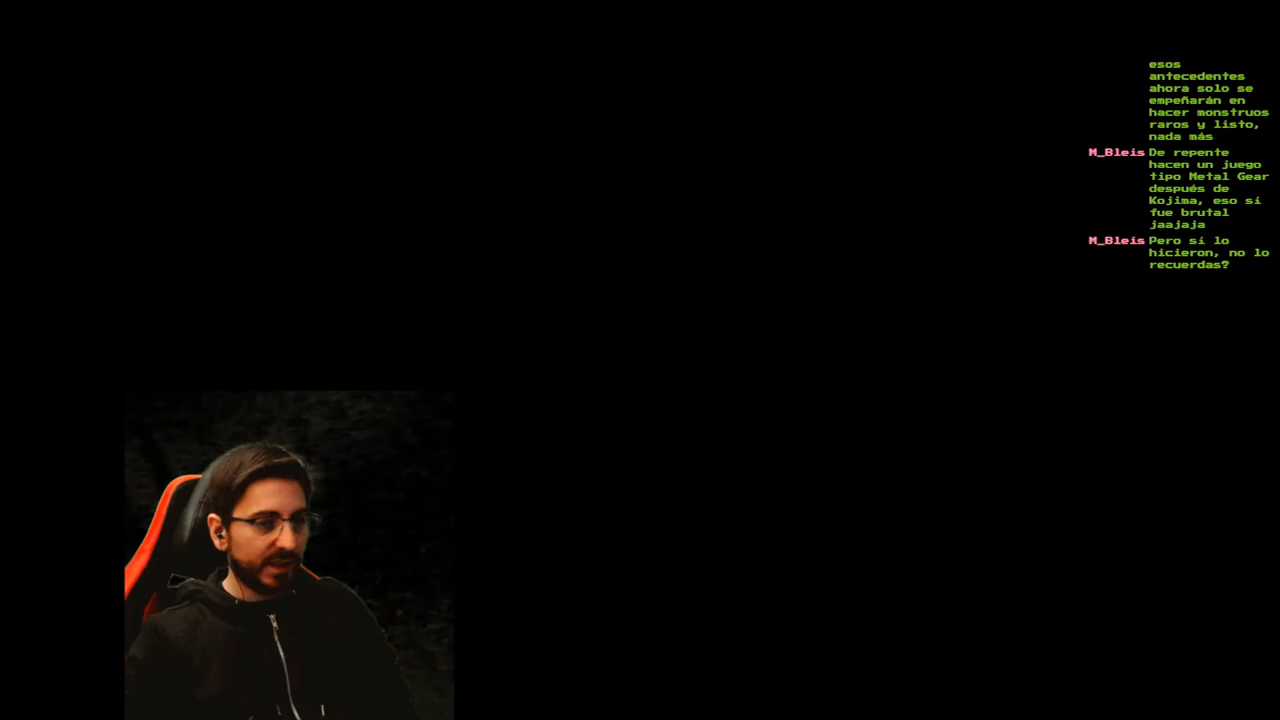 esos
antecedentes
ahora solo se
empeñarán en
hacer monstruos
raros y listo,
nada más
M_Bleis De repente
hacen un juego
tipo Metal Gear
después de
Kojima, eso sí
fue brutal
jaajaja
M_Bleis Pero sí lo
hicieron, no lo
recuerdas?